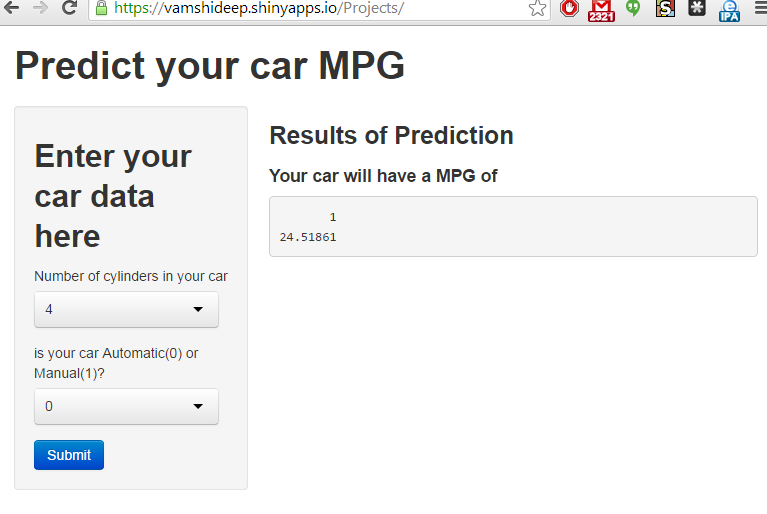 https://vamshideep.shinyapps.io/Projects/
2321
S
e
IPA
Predict your car MPG
Enter your
car data
here
Number of cylinders in your car
4
is your car Automatic(0) or
Manual(1)?
0
Submit
Results of Prediction
Your car will have a MPG of
1
24.51861